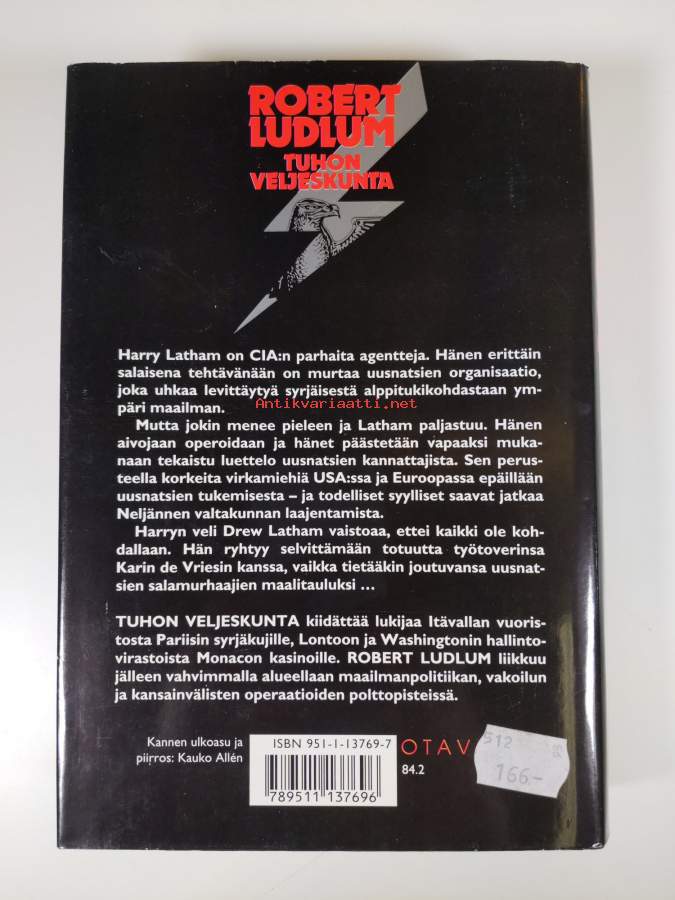 ROBERT
LUDLUM
TUHON
VELJESKUNTA
Harry Latham on CIA:n parhaita agentteja. Hänen erittäin
salaisena tehtävänään on murtaa uusnatsien organisaatio,
joka uhkaa levittäytyä syrjäisestä alppitukikohdastaan ym-
päri maailman.
Antikvariaatti.net
Mutta jokin menee pieleen ja Latham paljastuu. Hänen
aivojaan operoidaan ja hänet päästetään vapaaksi muka-
naan tekaistu luettelo uusnatsien kannattajista. Sen perus-
teella korkeita virkamiehiä USA:ssa ja Euroopassa epäillään
uusnatsien tukemisesta – ja todelliset syylliset saavat jatkaa
Neljännen valtakunnan laajentamista.
Harryn veli Drew Latham vaistoaa, ettei kaikki ole koh-
dallaan. Hän ryhtyy selvittämään totuutta työtoverinsa
Karin de Vriesin kanssa, vaikka tietääkin joutuvansa uusnat-
sien salamurhaajien maalitauluksi ...
TUHON VELJESKUNTA kiidättää lukijaa Itävallan vuoris-
tosta Pariisin syrjäkujille, Lontoon ja Washingtonin hallinto-
virastoista Monacon kasinoille. ROBERT LUDLUM liikkuu
jälleen vahvimmalla alueellaan maailmanpolitiikan, vakoilun
ja kansainvälisten operaatioiden polttopisteissä.
Kannen ulkoasu ja
piirros: Kauko Allén
ISBN 951-1-13769-7
789511 137696
OTAV
84.2
512
166.-